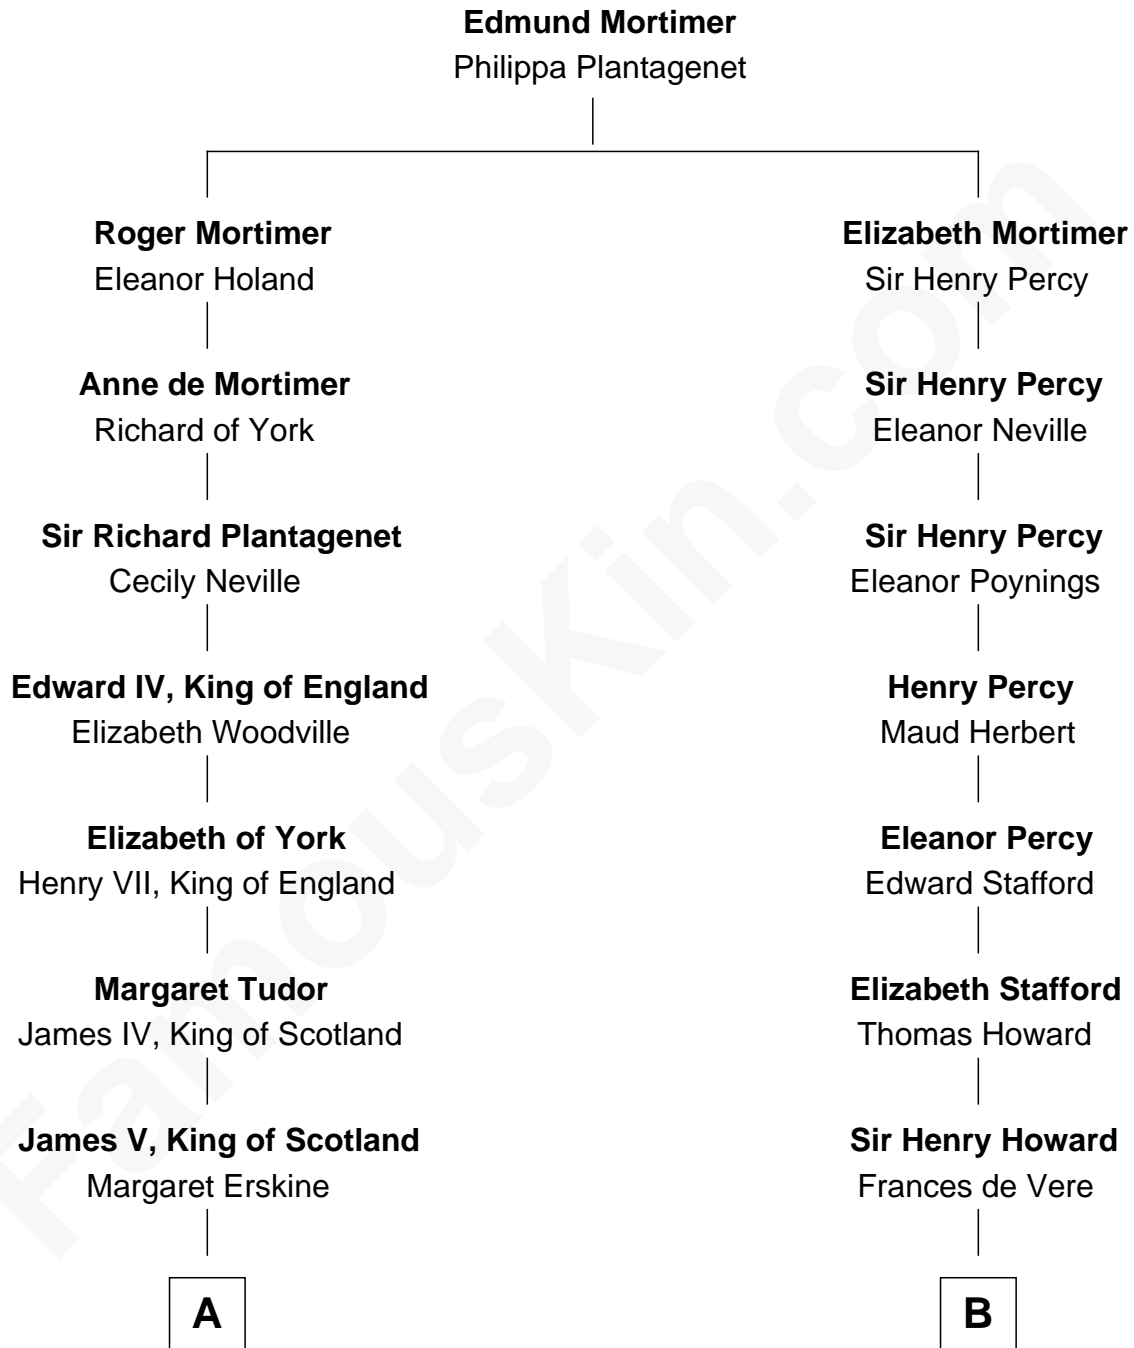 Edmund Mortimer
Philippa Plantagenet
Roger Mortimer
Eleanor Holand
Elizabeth Mortimer
Sir Henry Percy
Anne de Mortimer
Richard of York
Sir Henry Percy
Eleanor Neville
Sir Richard Plantagenet
Cecily Neville
Sir Henry Percy
Eleanor Poynings
Edward IV, King of England
Elizabeth Woodville
Henry Percy
Maud Herbert
Elizabeth of York
Henry VII, King of England
Eleanor Percy
Edward Stafford
Margaret Tudor
James IV, King of Scotland
Elizabeth Stafford
Thomas Howard
James V, King of Scotland
Margaret Erskine
Sir Henry Howard
Frances de Vere
A
B
FamousKin.com